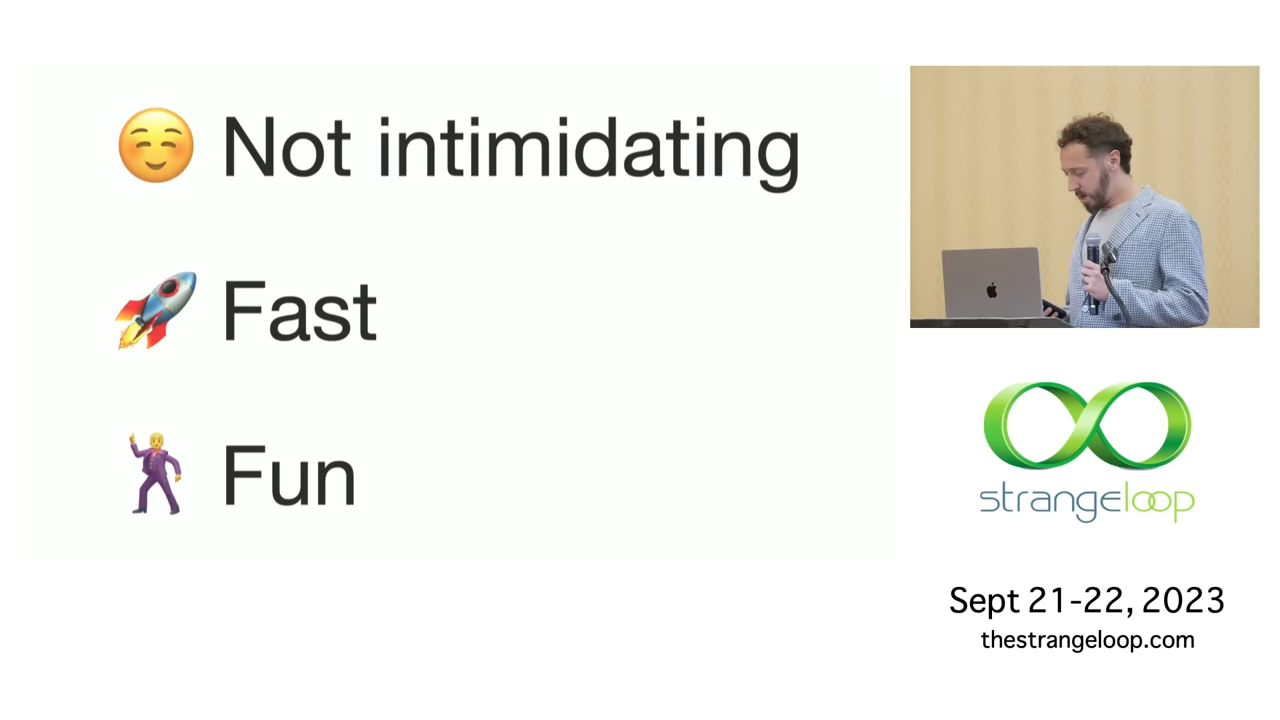 ☺️ Not intimidating
🚀 Fast
🕺 Fun
strangeloop
Sept 21-22, 2023
thestrangeloop.com